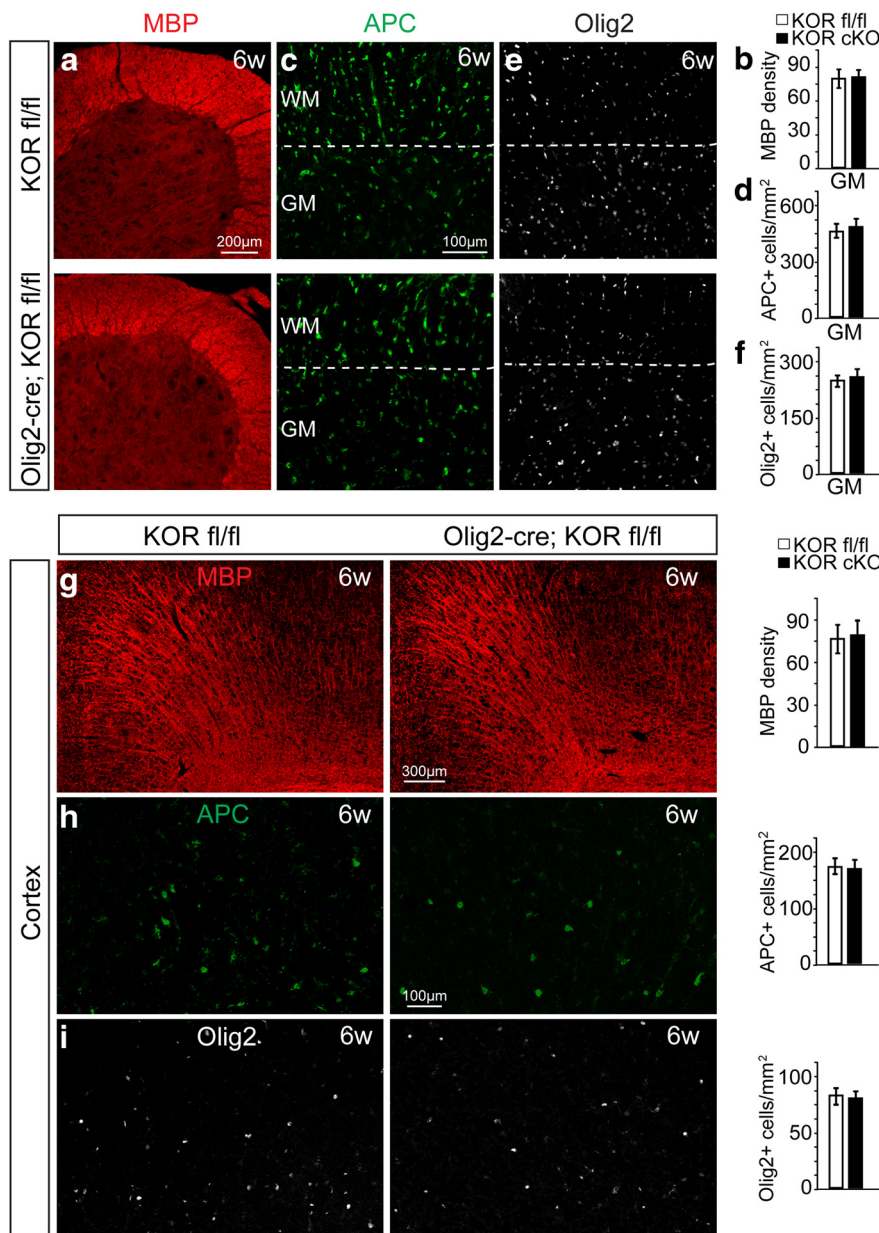 MBP
APC
Olig2
KOR fl/fl
KOR cKO
KOR fl/fl
a
6w
200µm
c
6w
WM
GM
100µm
e
6w
b
MBP density
90
60
30
0
GM
Olig2-cre; KOR fl/fl
WM
GM
d
APC+ cells/mm²
600
300
0
GM
f
Olig2+ cells/mm²
300
150
0
GM
KOR fl/fl
Olig2-cre; KOR fl/fl
KOR fl/fl
KOR cKO
Cortex
g
MBP
6w
6w
300µm
MBP density
90
60
30
0
h
APC
6w
6w
100µm
APC+ cells/mm²
200
100
0
i
Olig2
6w
6w
Olig2+ cells/mm²
100
50
0